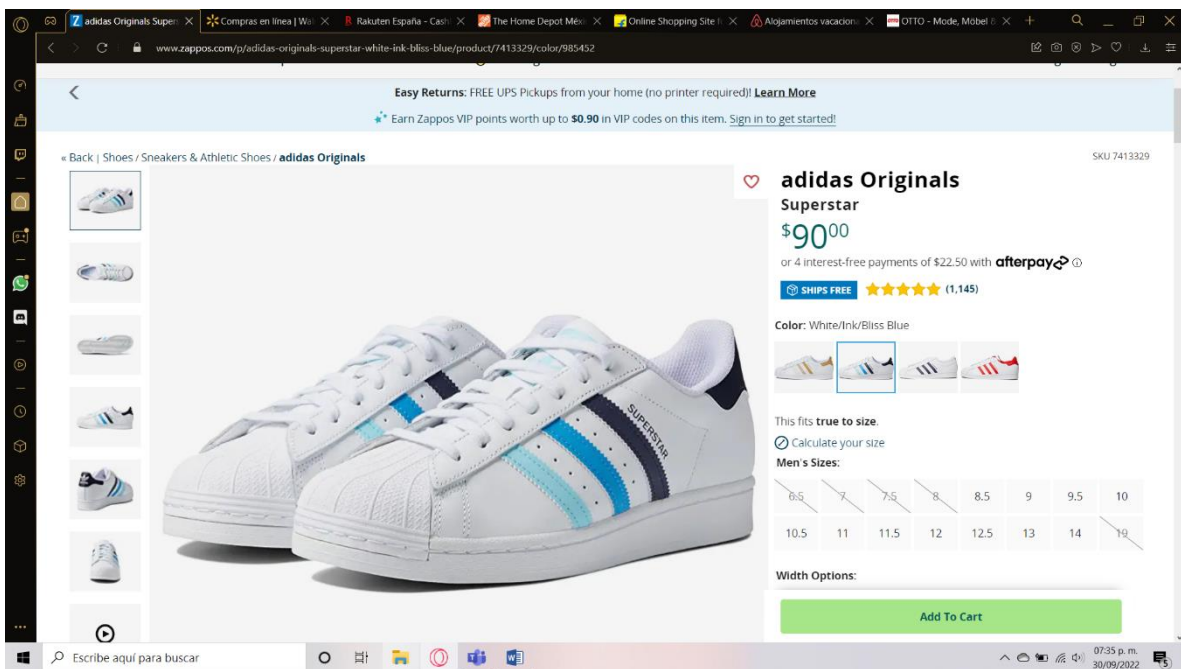 adidas Originals Supers
Compras en línea | Wal
Rakuten España - Cash
The Home Depot Méxi
Online Shopping Site f
Alojamientos vacacion
OTTO - Mode, Möbel &
www.zappos.com/p/adidas-originals-superstar-white-ink-bliss-blue/product/7413329/color/985452
Easy Returns: FREE UPS Pickups from your home (no printer required)! Learn More
Earn Zappos VIP points worth up to $0.90 in VIP codes on this item. Sign in to get started!
« Back | Shoes / Sneakers & Athletic Shoes / adidas Originals
SKU 7413329
adidas Originals
Superstar
$90.00
or 4 interest-free payments of $22.50 with afterpay
SHIPS FREE (1,145)
Color: White/Ink/Bliss Blue
SUPERSTAR
This fits true to size.
Calculate your size
Men's Sizes:
6.5 7 7.5 8 8.5 9 9.5 10
10.5 11 11.5 12 12.5 13 14 19
Width Options:
Add To Cart
Escribe aquí para buscar
07:35 p. m.
30/09/2022
5